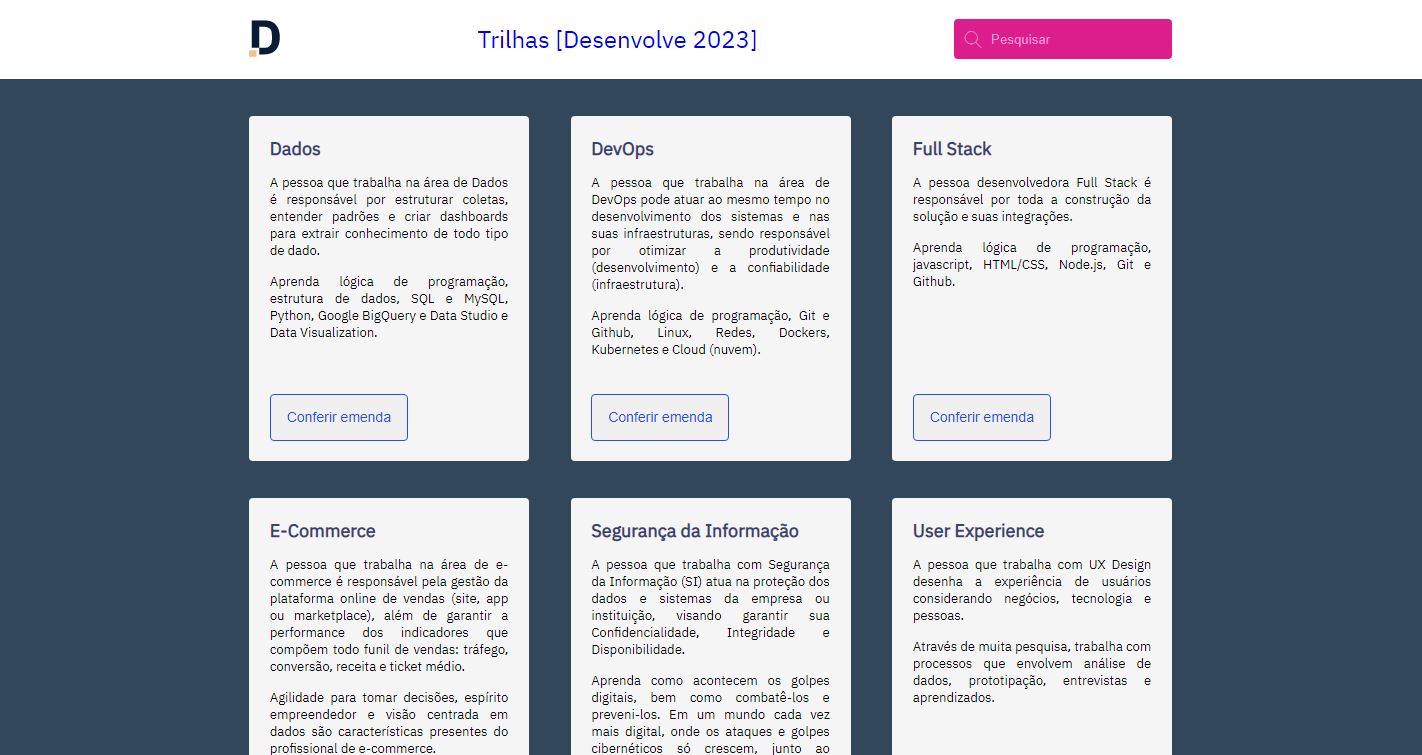 D
Trilhas [Desenvolve 2023]
Pesquisar
Dados
A pessoa que trabalha na área de Dados
é responsável por estruturar coletas,
entender padrões e criar dashboards
para extrair conhecimento de todo tipo
de dado.
Aprenda lógica de programação,
estrutura de dados, SQL e MySQL,
Python, Google BigQuery e Data Studio e
Data Visualization.
Conferir emenda
DevOps
A pessoa que trabalha na área de
DevOps pode atuar ao mesmo tempo no
desenvolvimento dos sistemas e nas
suas infraestruturas, sendo responsável
por otimizar a produtividade
(desenvolvimento) e a confiabilidade
(infraestrutura).
Aprenda lógica de programação, Git e
Github, Linux, Redes, Dockers,
Kubernetes e Cloud (nuvem).
Conferir emenda
Full Stack
A pessoa desenvolvedora Full Stack é
responsável por toda a construção da
solução e suas integrações.
Aprenda lógica de programação,
javascript, HTML/CSS, Node.js, Git e
Github.
Conferir emenda
E-Commerce
A pessoa que trabalha na área de e-
commerce é responsável pela gestão da
plataforma online de vendas (site, app
ou marketplace), além de garantir a
performance dos indicadores que
compõem todo funil de vendas: tráfego,
conversão, receita e ticket médio.
Agilidade para tomar decisões, espírito
empreendedor e visão centrada em
dados são características presentes do
profissional de e-commerce.
Segurança da Informação
A pessoa que trabalha com Segurança
da Informação (SI) atua na proteção dos
dados e sistemas da empresa ou
instituição, visando garantir sua
Confidencialidade, Integridade e
Disponibilidade.
Aprenda como acontecem os golpes
digitais, bem como combatê-los e
preveni-los. Em um mundo cada vez
mais digital, onde os ataques e golpes
cibernéticos só crescem, junto ao
User Experience
A pessoa que trabalha com UX Design
desenha a experiência de usuários
considerando negócios, tecnologia e
pessoas.
Através de muita pesquisa, trabalha com
processos que envolvem análise de
dados, prototipação, entrevistas e
aprendizados.